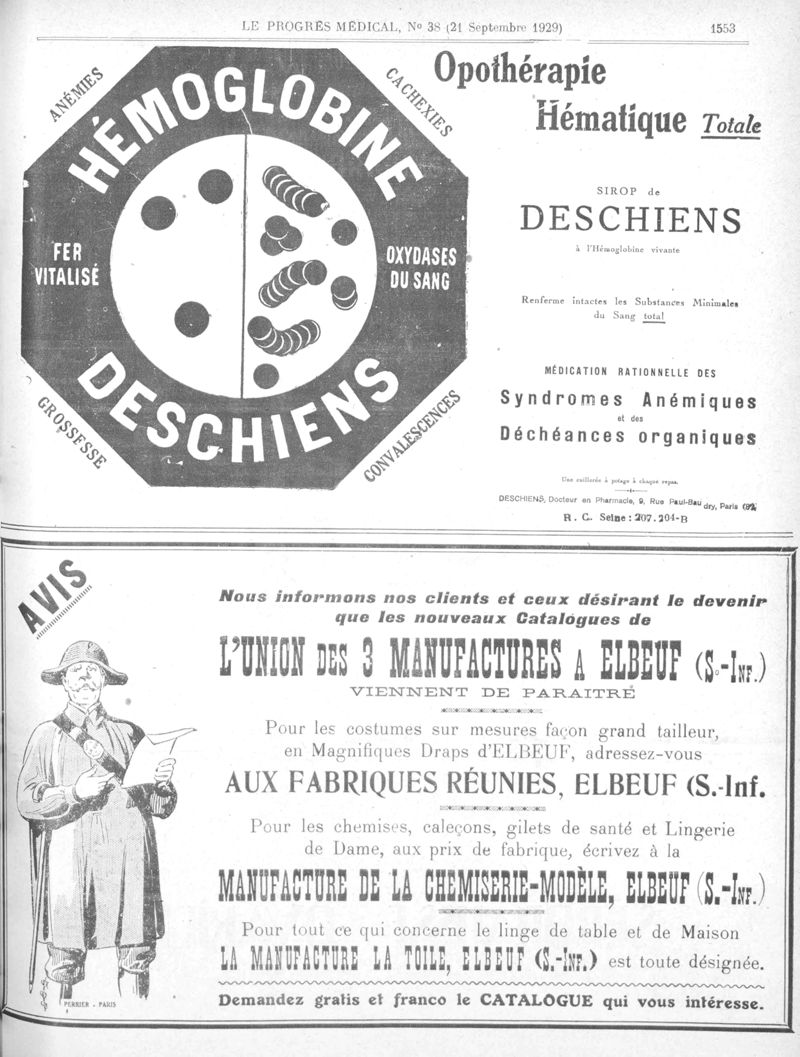 LE PROGRÈS MÉDICAL, No 38 (21 Septembre 1929)
1553
ANÉMIES
CACHEXIES
HÉMOGLOBINE
FER
VITALISÉ
OXYDASES
DU SANG
DESCHIENS
GROSSESSE
CONVALESCENCES
Opothérapie
Hématique Totale
SIROP de
DESCHIENS
à l'Hémoglobine vivante
Renferme intactes les Substances Minimales
du Sang total
MÉDICATION RATIONNELLE DES
Syndromes Anémiques
et des
Déchéances organiques
Une cuillerée à potage à chaque repas.
DESCHIENS, Docteur en Pharmacie, 9, Rue Paul-Baudry, Paris (8e)
R. C. Seine : 207.204-B
AVIS
Nous informons nos clients et ceux désirant le devenir
que les nouveaux Catalogues de
L'UNION DES 3 MANUFACTURES A ELBEUF (S.-INF.)
VIENNENT DE PARAITRE
Pour les costumes sur mesures façon grand tailleur,
en Magnifiques Draps d'ELBEUF, adressez-vous
AUX FABRIQUES RÉUNIES, ELBEUF (S.-Inf.
Pour les chemises, caleçons, gilets de santé et Lingerie
de Dame, aux prix de fabrique, écrivez à la
MANUFACTURE DE LA CHEMISERIE-MODÈLE, ELBEUF (S.-INF.)
Pour tout ce qui concerne le linge de table et de Maison
LA MANUFACTURE LA TOILE, ELBEUF (S.-INF.) est toute désignée.
Demandez gratis et franco le CATALOGUE qui vous intéresse.
PERRIER - PARIS